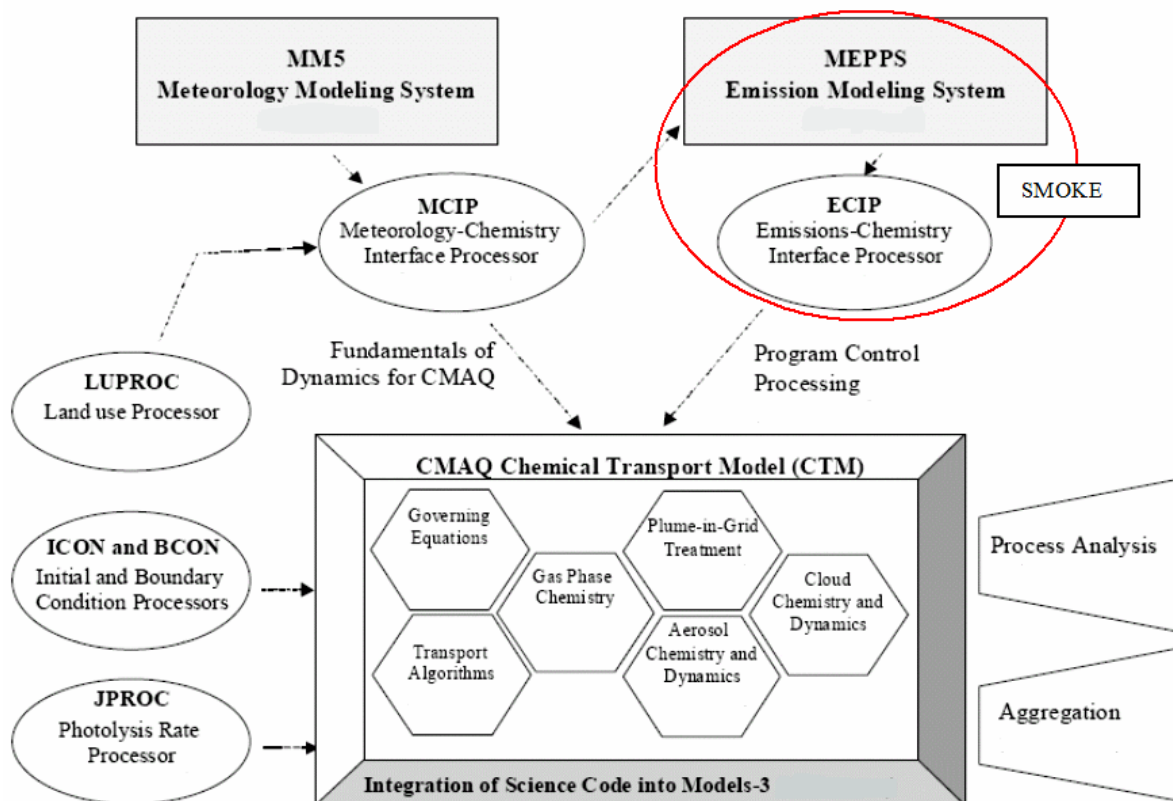 MM5
Meteorology Modeling System
MEPPS
Emission Modeling System
SMOKE
MCIP
Meteorology-Chemistry
Interface Processor
ECIP
Emissions-Chemistry
Interface Processor
Fundamentals of
Dynamics for CMAQ
Program Control
Processing
LUPROC
Land use Processor
CMAQ Chemical Transport Model (CTM)
Governing
Equations
Plume-in-Grid
Treatment
Gas Phase
Chemistry
Cloud
Chemistry and
Dynamics
Transport
Algorithms
Aerosol
Chemistry and
Dynamics
ICON and BCON
Initial and Boundary
Condition Processors
Process Analysis
JPROC
Photolysis Rate
Processor
Aggregation
Integration of Science Code into Models-3